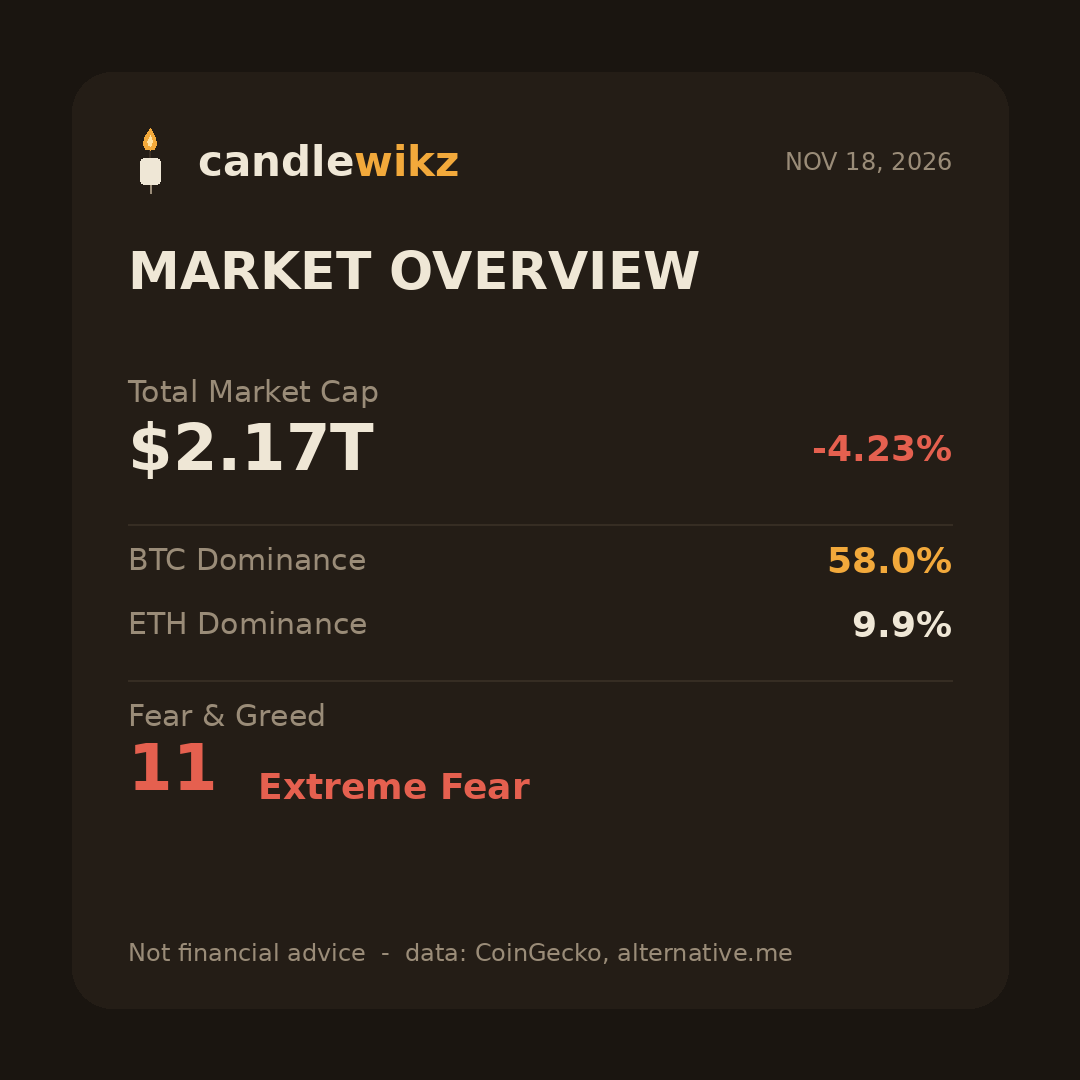 candlewikz
NOV 18, 2026
MARKET OVERVIEW
Total Market Cap
$2.17T
-4.23%
BTC Dominance
58.0%
ETH Dominance
9.9%
Fear & Greed
11
Extreme Fear
Not financial advice - data: CoinGecko, alternative.me